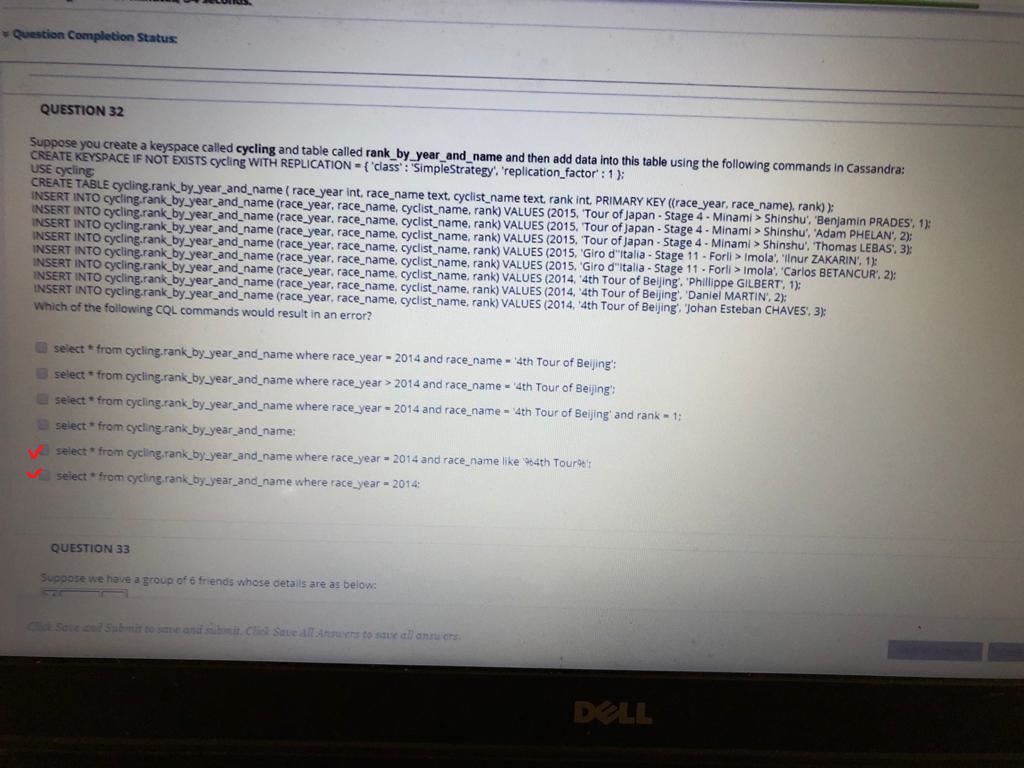 Question Completion Status:
QUESTION 32
Suppose you create a keyspace called cycling and table called rank_by_year_and_name and then add data into this table using the following commands in Cassandra:
CREATE KEYSPACE IF NOT EXISTS cycling WITH REPLICATION = { 'class' : 'SimpleStrategy', 'replication_factor' : 1 };
USE cycling;
CREATE TABLE cycling.rank_by_year_and_name ( race_year int, race_name text, cyclist_name text, rank int, PRIMARY KEY ((race_year, race_name), rank) );
INSERT INTO cycling.rank_by_year_and_name (race_year, race_name, cyclist_name, rank) VALUES (2015, 'Tour of Japan - Stage 4 - Minami > Shinshu', 'Benjamin PRADES', 1);
INSERT INTO cycling.rank_by_year_and_name (race_year, race_name, cyclist_name, rank) VALUES (2015, 'Tour of Japan - Stage 4 - Minami > Shinshu', 'Adam PHELAN', 2);
INSERT INTO cycling.rank_by_year_and_name (race_year, race_name, cyclist_name, rank) VALUES (2015, 'Tour of Japan - Stage 4 - Minami > Shinshu', 'Thomas LEBAS', 3);
INSERT INTO cycling.rank_by_year_and_name (race_year, race_name, cyclist_name, rank) VALUES (2015, 'Giro d''Italia - Stage 11 - Forli > Imola', 'Ilnur ZAKARIN', 1);
INSERT INTO cycling.rank_by_year_and_name (race_year, race_name, cyclist_name, rank) VALUES (2015, 'Giro d''Italia - Stage 11 - Forli > Imola', 'Carlos BETANCUR', 2);
INSERT INTO cycling.rank_by_year_and_name (race_year, race_name, cyclist_name, rank) VALUES (2014, '4th Tour of Beijing', 'Phillippe GILBERT', 1);
INSERT INTO cycling.rank_by_year_and_name (race_year, race_name, cyclist_name, rank) VALUES (2014, '4th Tour of Beijing', 'Daniel MARTIN', 2);
INSERT INTO cycling.rank_by_year_and_name (race_year, race_name, cyclist_name, rank) VALUES (2014, '4th Tour of Beijing', 'Johan Esteban CHAVES', 3);
Which of the following CQL commands would result in an error?
select * from cycling.rank_by_year_and_name where race_year = 2014 and race_name = '4th Tour of Beijing';
select * from cycling.rank_by_year_and_name where race_year > 2014 and race_name = '4th Tour of Beijing';
select * from cycling.rank_by_year_and_name where race_year = 2014 and race_name = '4th Tour of Beijing' and rank = 1;
select * from cycling.rank_by_year_and_name;
select * from cycling.rank_by_year_and_name where race_year = 2014 and race_name like '%4th Tour%';
select * from cycling.rank_by_year_and_name where race_year = 2014;
QUESTION 33
Suppose we have a group of 6 friends whose details are as below:
Click Save and Submit to save and submit. Click Save All Answers to save all answers.
DELL